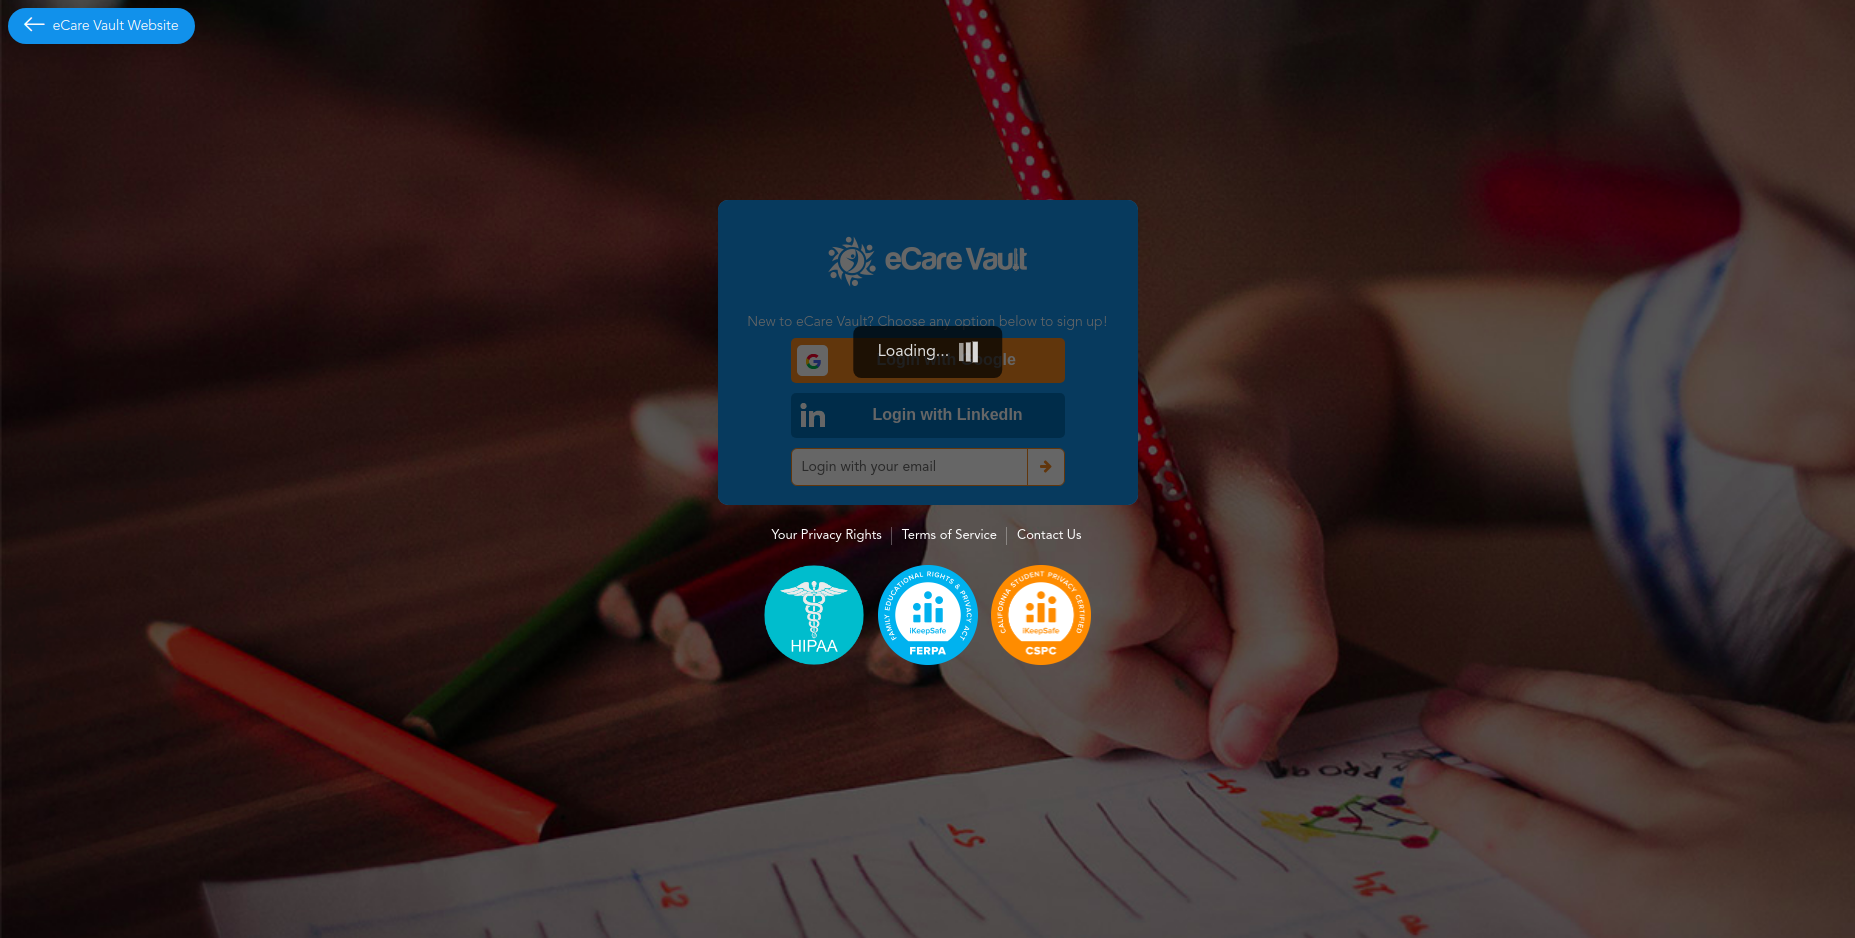 eCare Vault Website
eCare Vault
New to eCare Vault? Choose any option below to sign up!
Loading...
Login with Google
Login with LinkedIn
Login with your email
Your Privacy Rights
Terms of Service
Contact Us
HIPAA
FAMILY EDUCATIONAL RIGHTS & PRIVACY ACT
iKeepSafe
FERPA
CALIFORNIA STUDENT PRIVACY CERTIFIED
iKeepSafe
CSPC